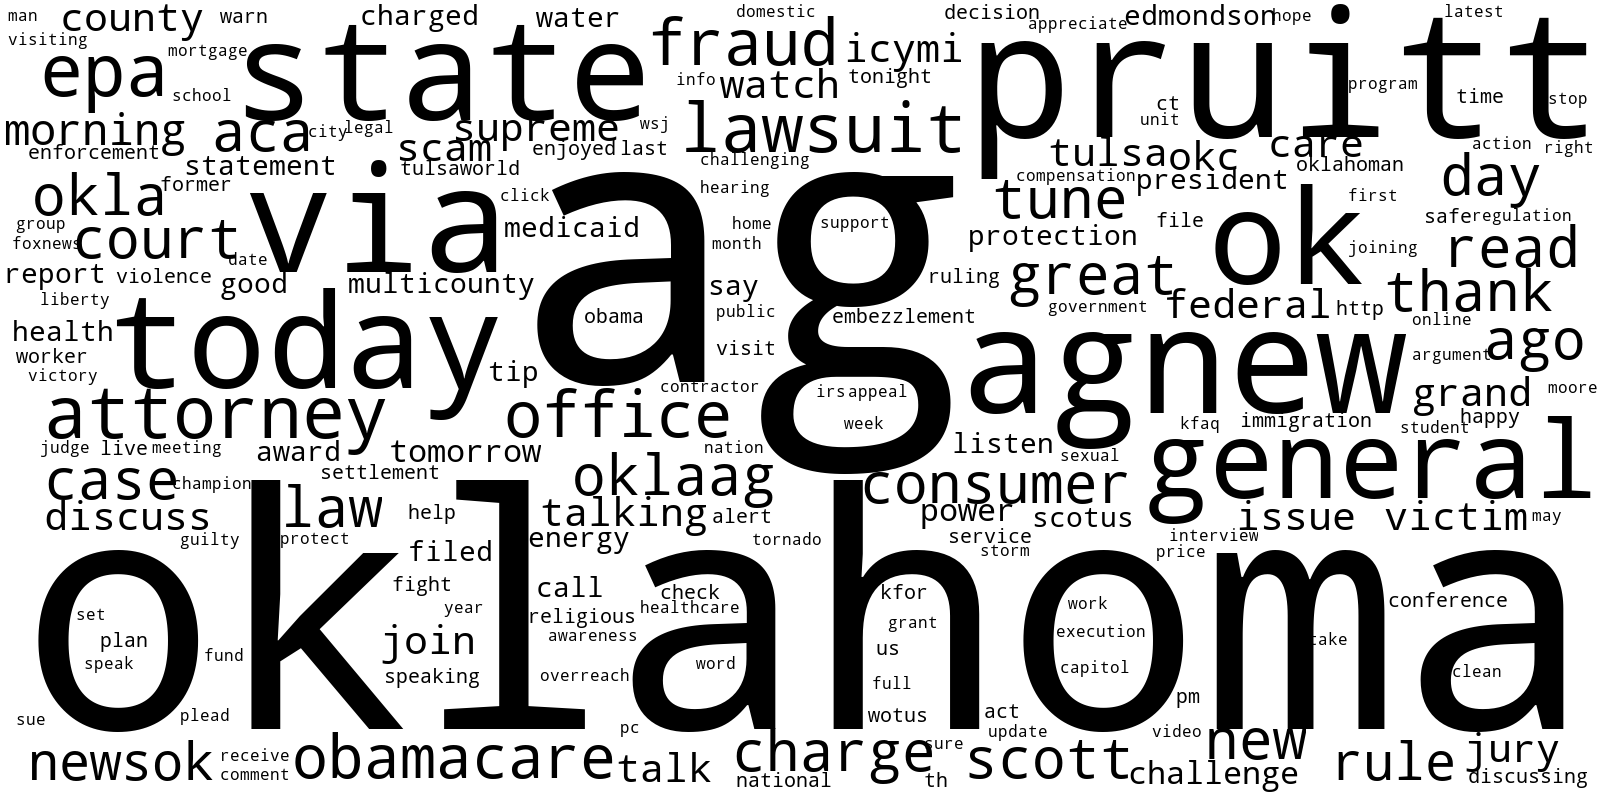 man county warn charged water domestic decision appreciate edmondson hope latest
visiting mortgage state fraud icymi pruitt
epa school info watch tonight program time stop
morning aca city legal supreme wsj lawsuit ct unit
enforcement statement scam tulsaworld enjoyed last challenging tulsa okc care oklahoman action right
okla former via click ag hearing compensation president tune day first
group foxnews court date medicaid home month support protection file ok joining safe regulation read
report violence good multicounty say ruling great federal http thank
liberty today obama public embezzlement government online
health worker victory tip visit agnew argument ago
attorney office contractor irs appeal week grand moore
judge live meeting award tomorrow nation listen sexual kfaq immigration student happy general
case champion settlement oklaag consumer
discuss law help talking alert power scotus issue victim may
guilty protect filed energy tornado service storm interview price
oklahoma
set plan speak fight year call religious check healthcare kfor grant work execution conference
fund join speaking awareness overreach word us full capitol cake clean
sue plead pc wotus act update pm video
newsok receive comment obamacare talk charge sure national th scott challenge new rule jury discussing